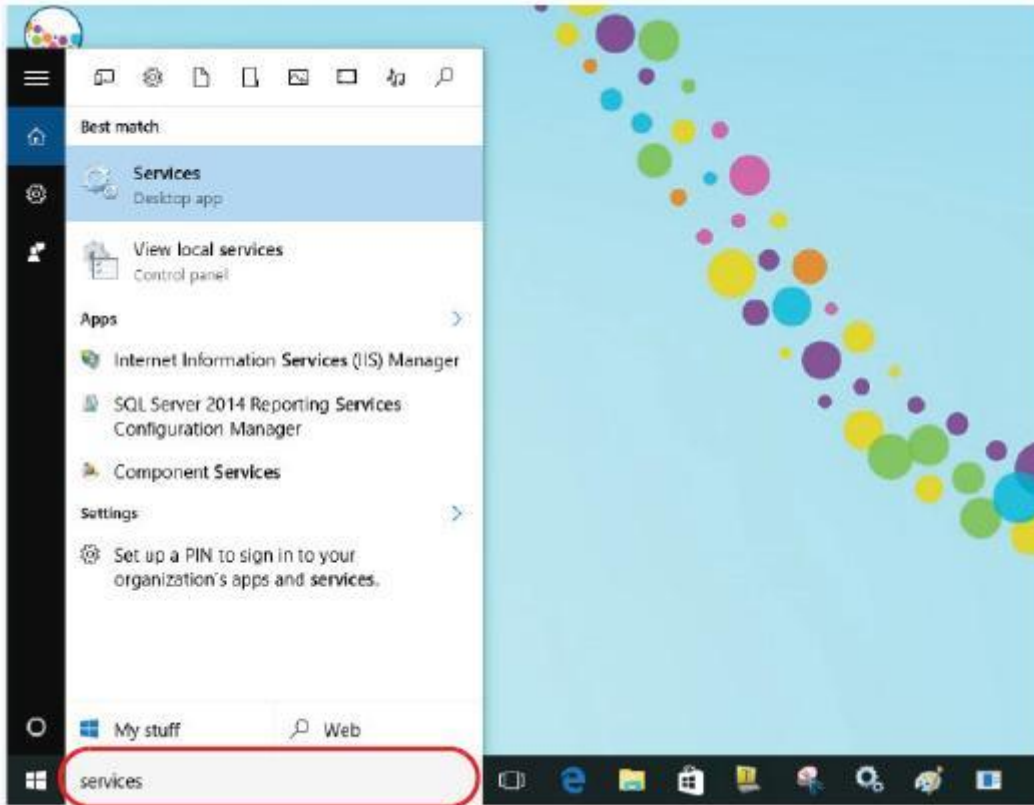 Best match
Services
Desktop app
View local services
Control panel
Apps
Internet Information Services (IIS) Manager
SQL Server 2014 Reporting Services
Configuration Manager
Component Services
Settings
Set up a PIN to sign in to your
organization's apps and services.
My stuff
Web
services